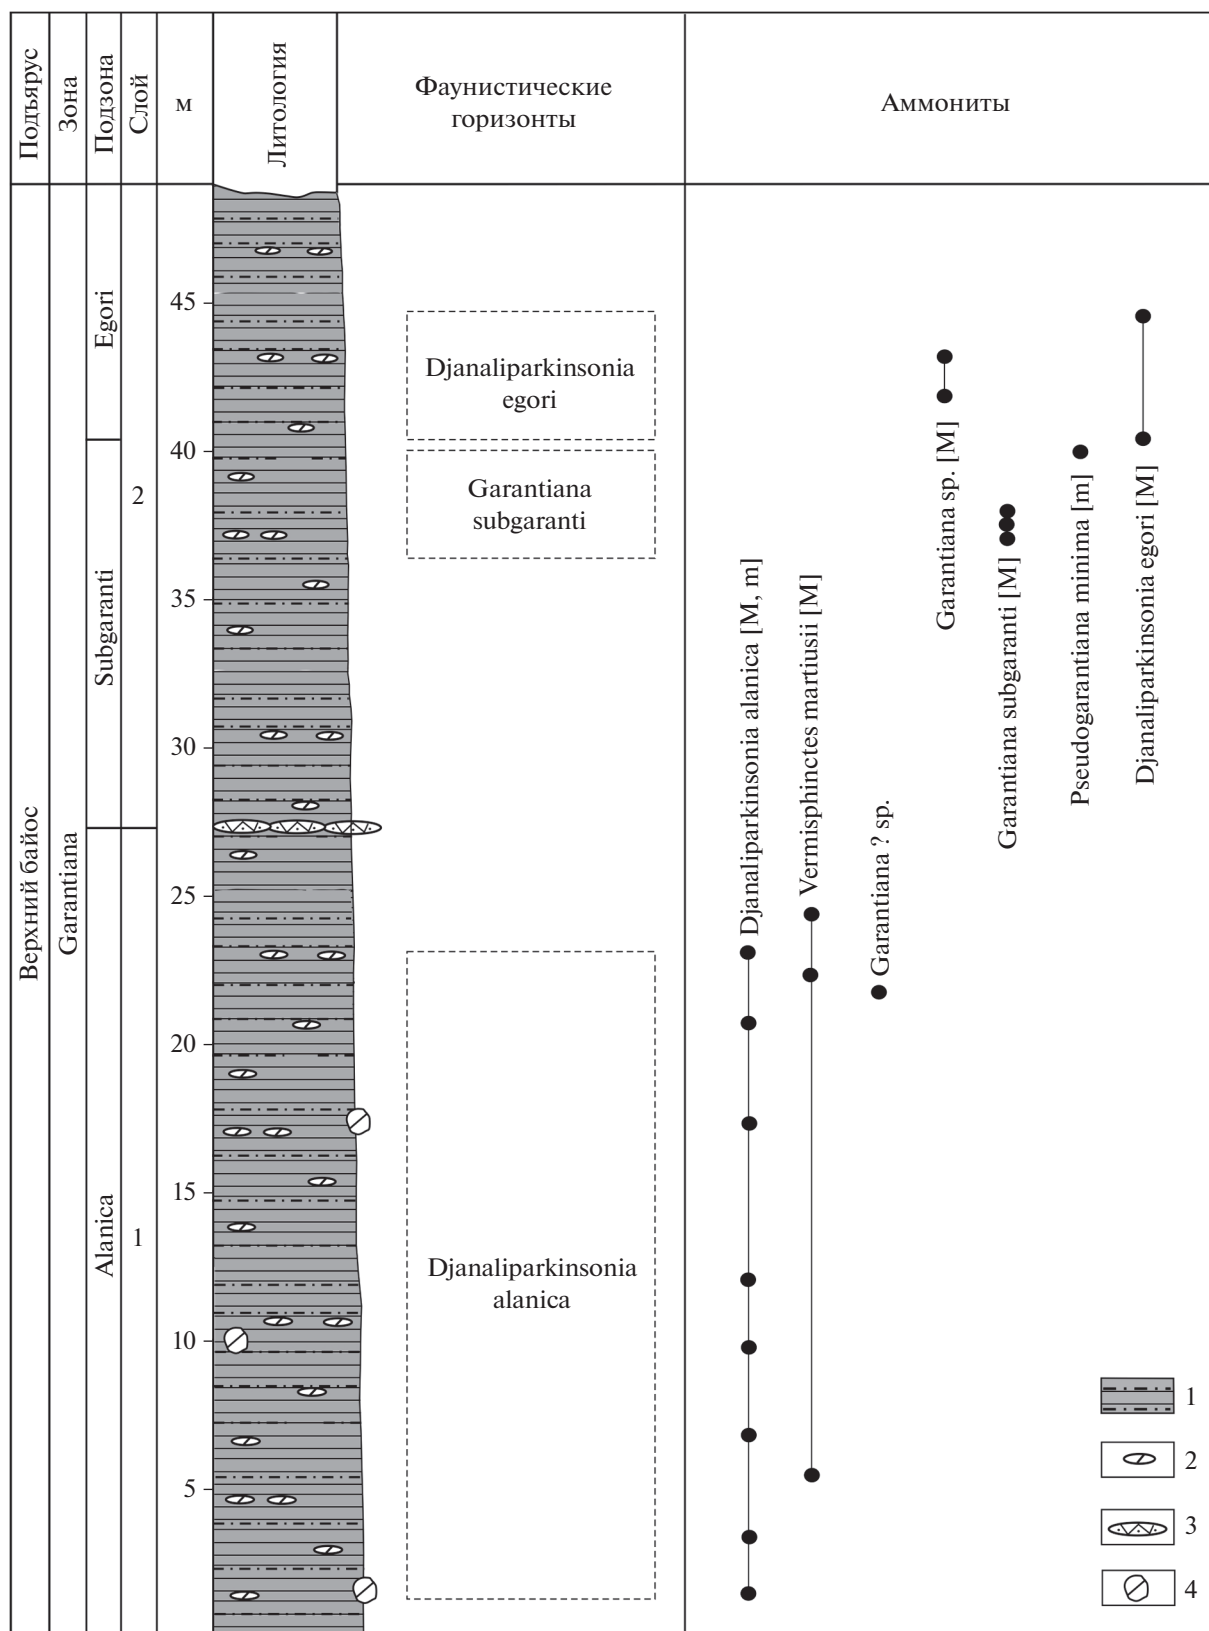 Подъярус
Зона
Подзона
Слой
м
Литология
Фаунистические
горизонты
Аммониты
Верхний байос
Garantiana
Egori
Subgaranti
Alanica
2
1
45
40
35
30
25
20
15
10
5
Djanaliparkinsonia
egori
Garantiana
subgaranti
Djanaliparkinsonia
alanica
Djanaliparkinsonia alanica [M, m]
Vermisphinctes martiusii [M]
Garantiana ? sp.
Garantiana sp. [M]
Garantiana subgaranti [M]
Pseudogarantiana minima [m]
Djanaliparkinsonia egori [M]
1
2
3
4